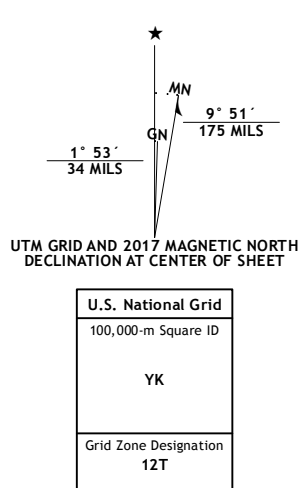 ★
MN
GN
9° 51´
175 MILS
1° 53´
34 MILS
UTM GRID AND 2017 MAGNETIC NORTH
DECLINATION AT CENTER OF SHEET
U.S. National Grid
100,000-m Square ID
YK
Grid Zone Designation
12T